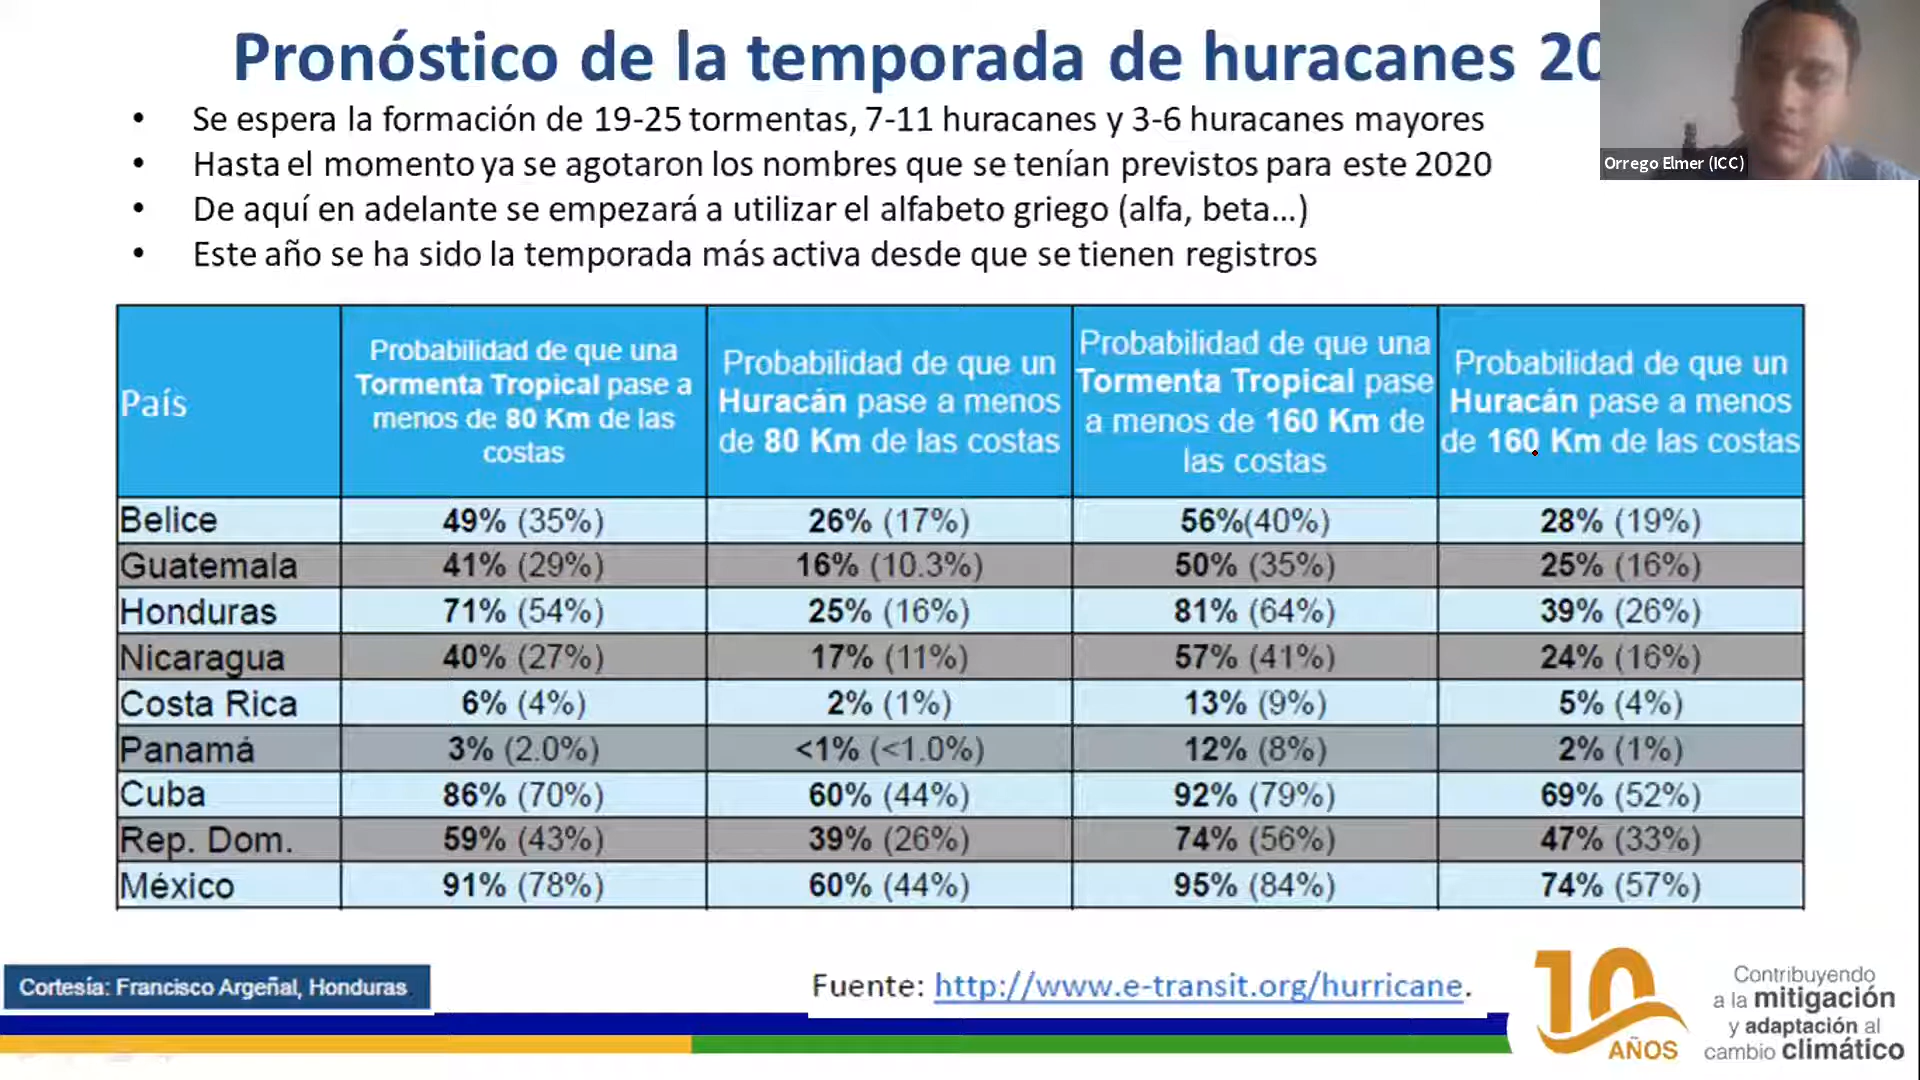 Pronóstico de la temporada de huracanes 20
Orrego Elmer (ICC)
• Se espera la formación de 19-25 tormentas, 7-11 huracanes y 3-6 huracanes mayores
• Hasta el momento ya se agotaron los nombres que se tenían previstos para este 2020
• De aquí en adelante se empezará a utilizar el alfabeto griego (alfa, beta...)
• Este año se ha sido la temporada más activa desde que se tienen registros
País
Probabilidad de que una
Tormenta Tropical pase a
menos de 80 Km de las
costas
Probabilidad de que un
Huracán pase a menos
de 80 Km de las costas
Probabilidad de que una
Tormenta Tropical pase
a menos de 160 Km de
las costas
Probabilidad de que un
Huracán pase a menos
de 160 Km de las costas
Belice 49% (35%) 26% (17%) 56%(40%) 28% (19%)
Guatemala 41% (29%) 16% (10.3%) 50% (35%) 25% (16%)
Honduras 71% (54%) 25% (16%) 81% (64%) 39% (26%)
Nicaragua 40% (27%) 17% (11%) 57% (41%) 24% (16%)
Costa Rica 6% (4%) 2% (1%) 13% (9%) 5% (4%)
Panamá 3% (2.0%) <1% (<1.0%) 12% (8%) 2% (1%)
Cuba 86% (70%) 60% (44%) 92% (79%) 69% (52%)
Rep. Dom. 59% (43%) 39% (26%) 74% (56%) 47% (33%)
México 91% (78%) 60% (44%) 95% (84%) 74% (57%)
Cortesía: Francisco Argeñal, Honduras.
Fuente: http://www.e-transit.org/hurricane.
10
AÑOS
Contribuyendo
a la mitigación
y adaptación al
cambio climático